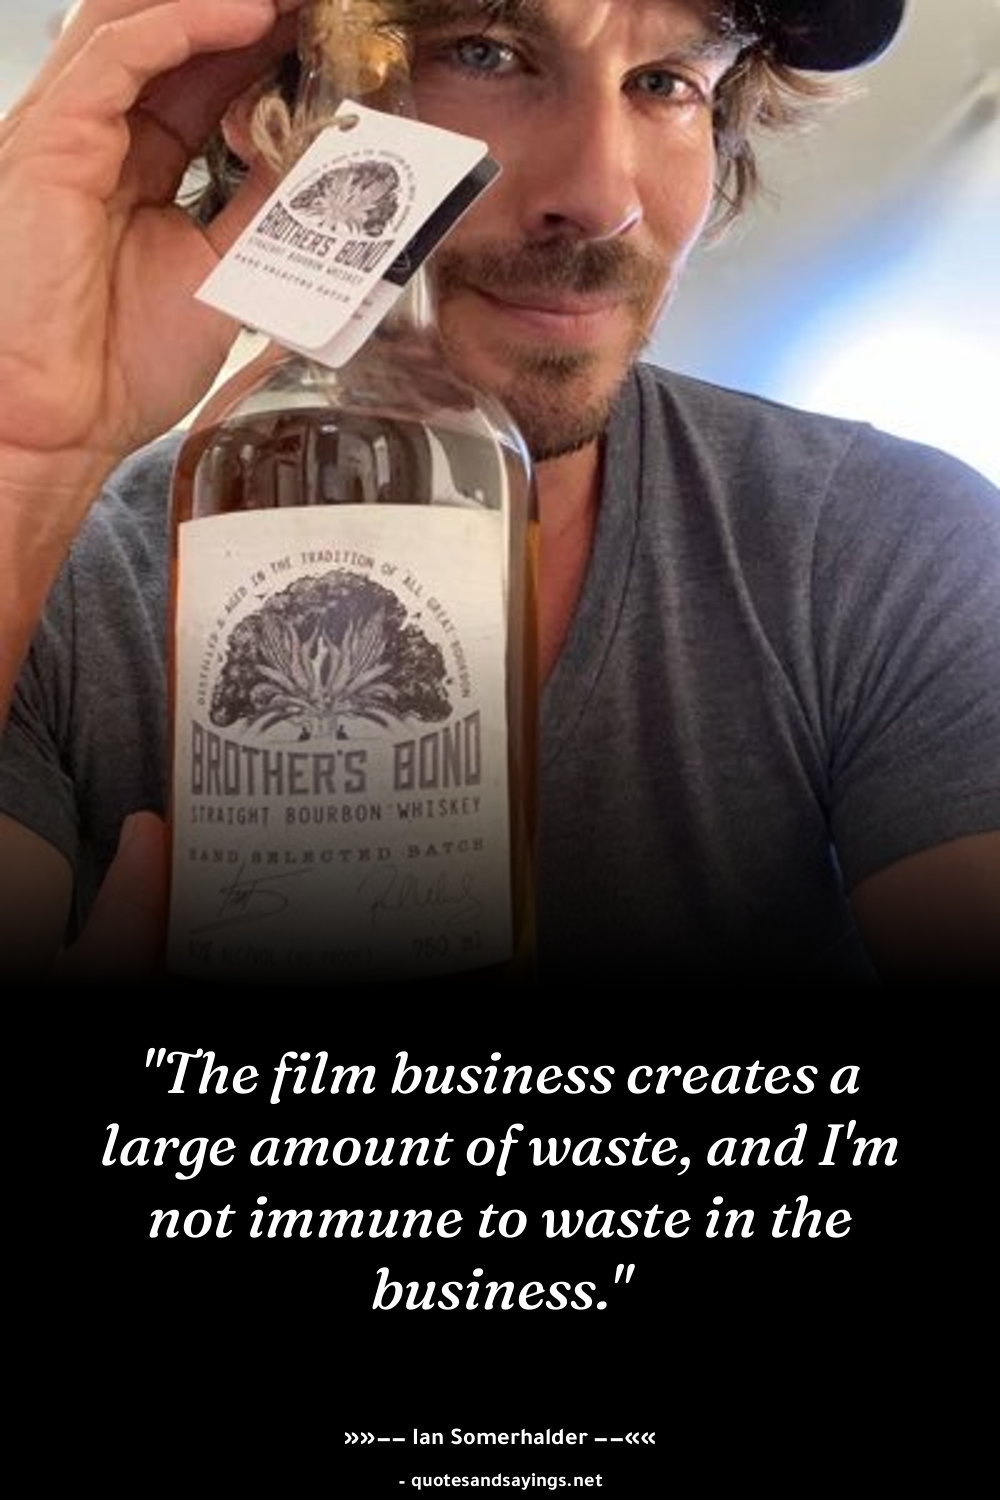 BROTHER'S BOND
STRAIGHT BOURBON WHISKEY
HAND SELECTED BATCH
DISTILLED & AGED IN THE TRADITION OF ALL GREAT BOURBON
BROTHER'S BOND
STRAIGHT BOURBON WHISKEY
HAND SELECTED BATCH
750 ml
"The film business creates a
large amount of waste, and I'm
not immune to waste in the
business."
»»–– Ian Somerhalder ––««
- quotesandsayings.net